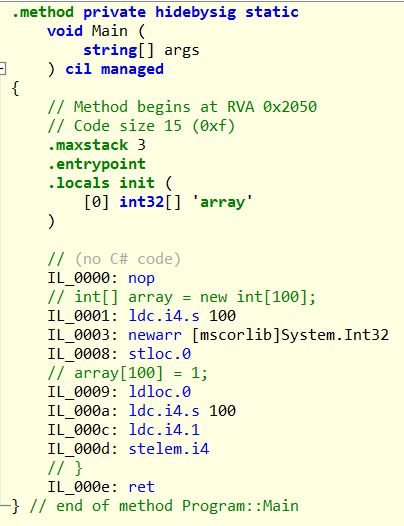 .method private hidebysig static
void Main (
string[] args
) cil managed
{
// Method begins at RVA 0x2050
// Code size 15 (0xf)
.maxstack 3
.entrypoint
.locals init (
[0] int32[] 'array'
)
// (no C# code)
IL_0000: nop
// int[] array = new int[100];
IL_0001: ldc.i4.s 100
IL_0003: newarr [mscorlib]System.Int32
IL_0008: stloc.0
// array[100] = 1;
IL_0009: ldloc.0
IL_000a: ldc.i4.s 100
IL_000c: ldc.i4.1
IL_000d: stelem.i4
// }
IL_000e: ret
} // end of method Program::Main